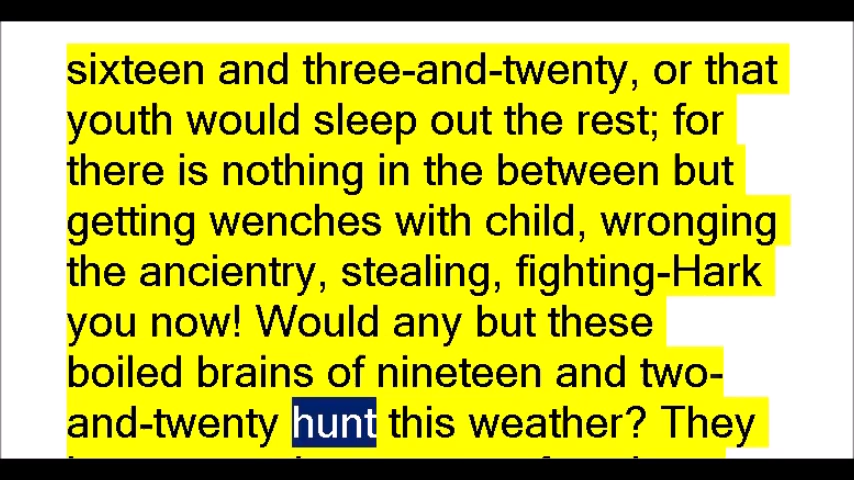 sixteen and three-and-twenty, or that
youth would sleep out the rest; for
there is nothing in the between but
getting wenches with child, wronging
the ancientry, stealing, fighting-Hark
you now! Would any but these
boiled brains of nineteen and two-
and-twenty hunt this weather? They